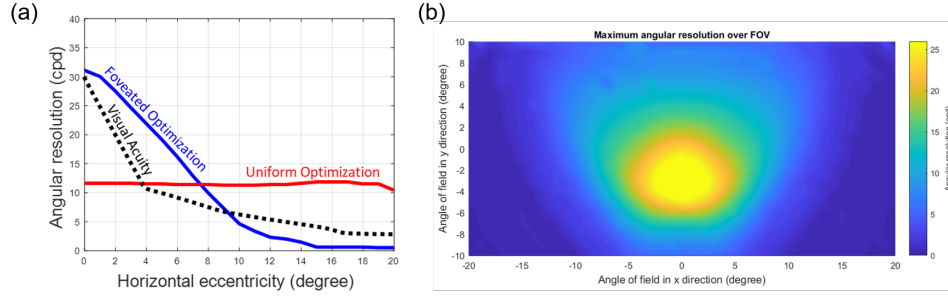 (a)
40
35
30
25
20
15
10
5
0
Angular resolution (cpd)
Foveated Optimization
Visual Acuity
Uniform Optimization
0 2 4 6 8 10 12 14 16 18 20
Horizontal eccentricity (degree)
(b)
Maximum angular resolution over FOV
10
8
6
4
2
0
-2
-4
-6
-8
-10
Angle of field in y direction (degree)
-20 -15 -10 -5 0 5 10 15 20
Angle of field in x direction (degree)
25
20
15
10
5
0
Angular resolution (cpd)